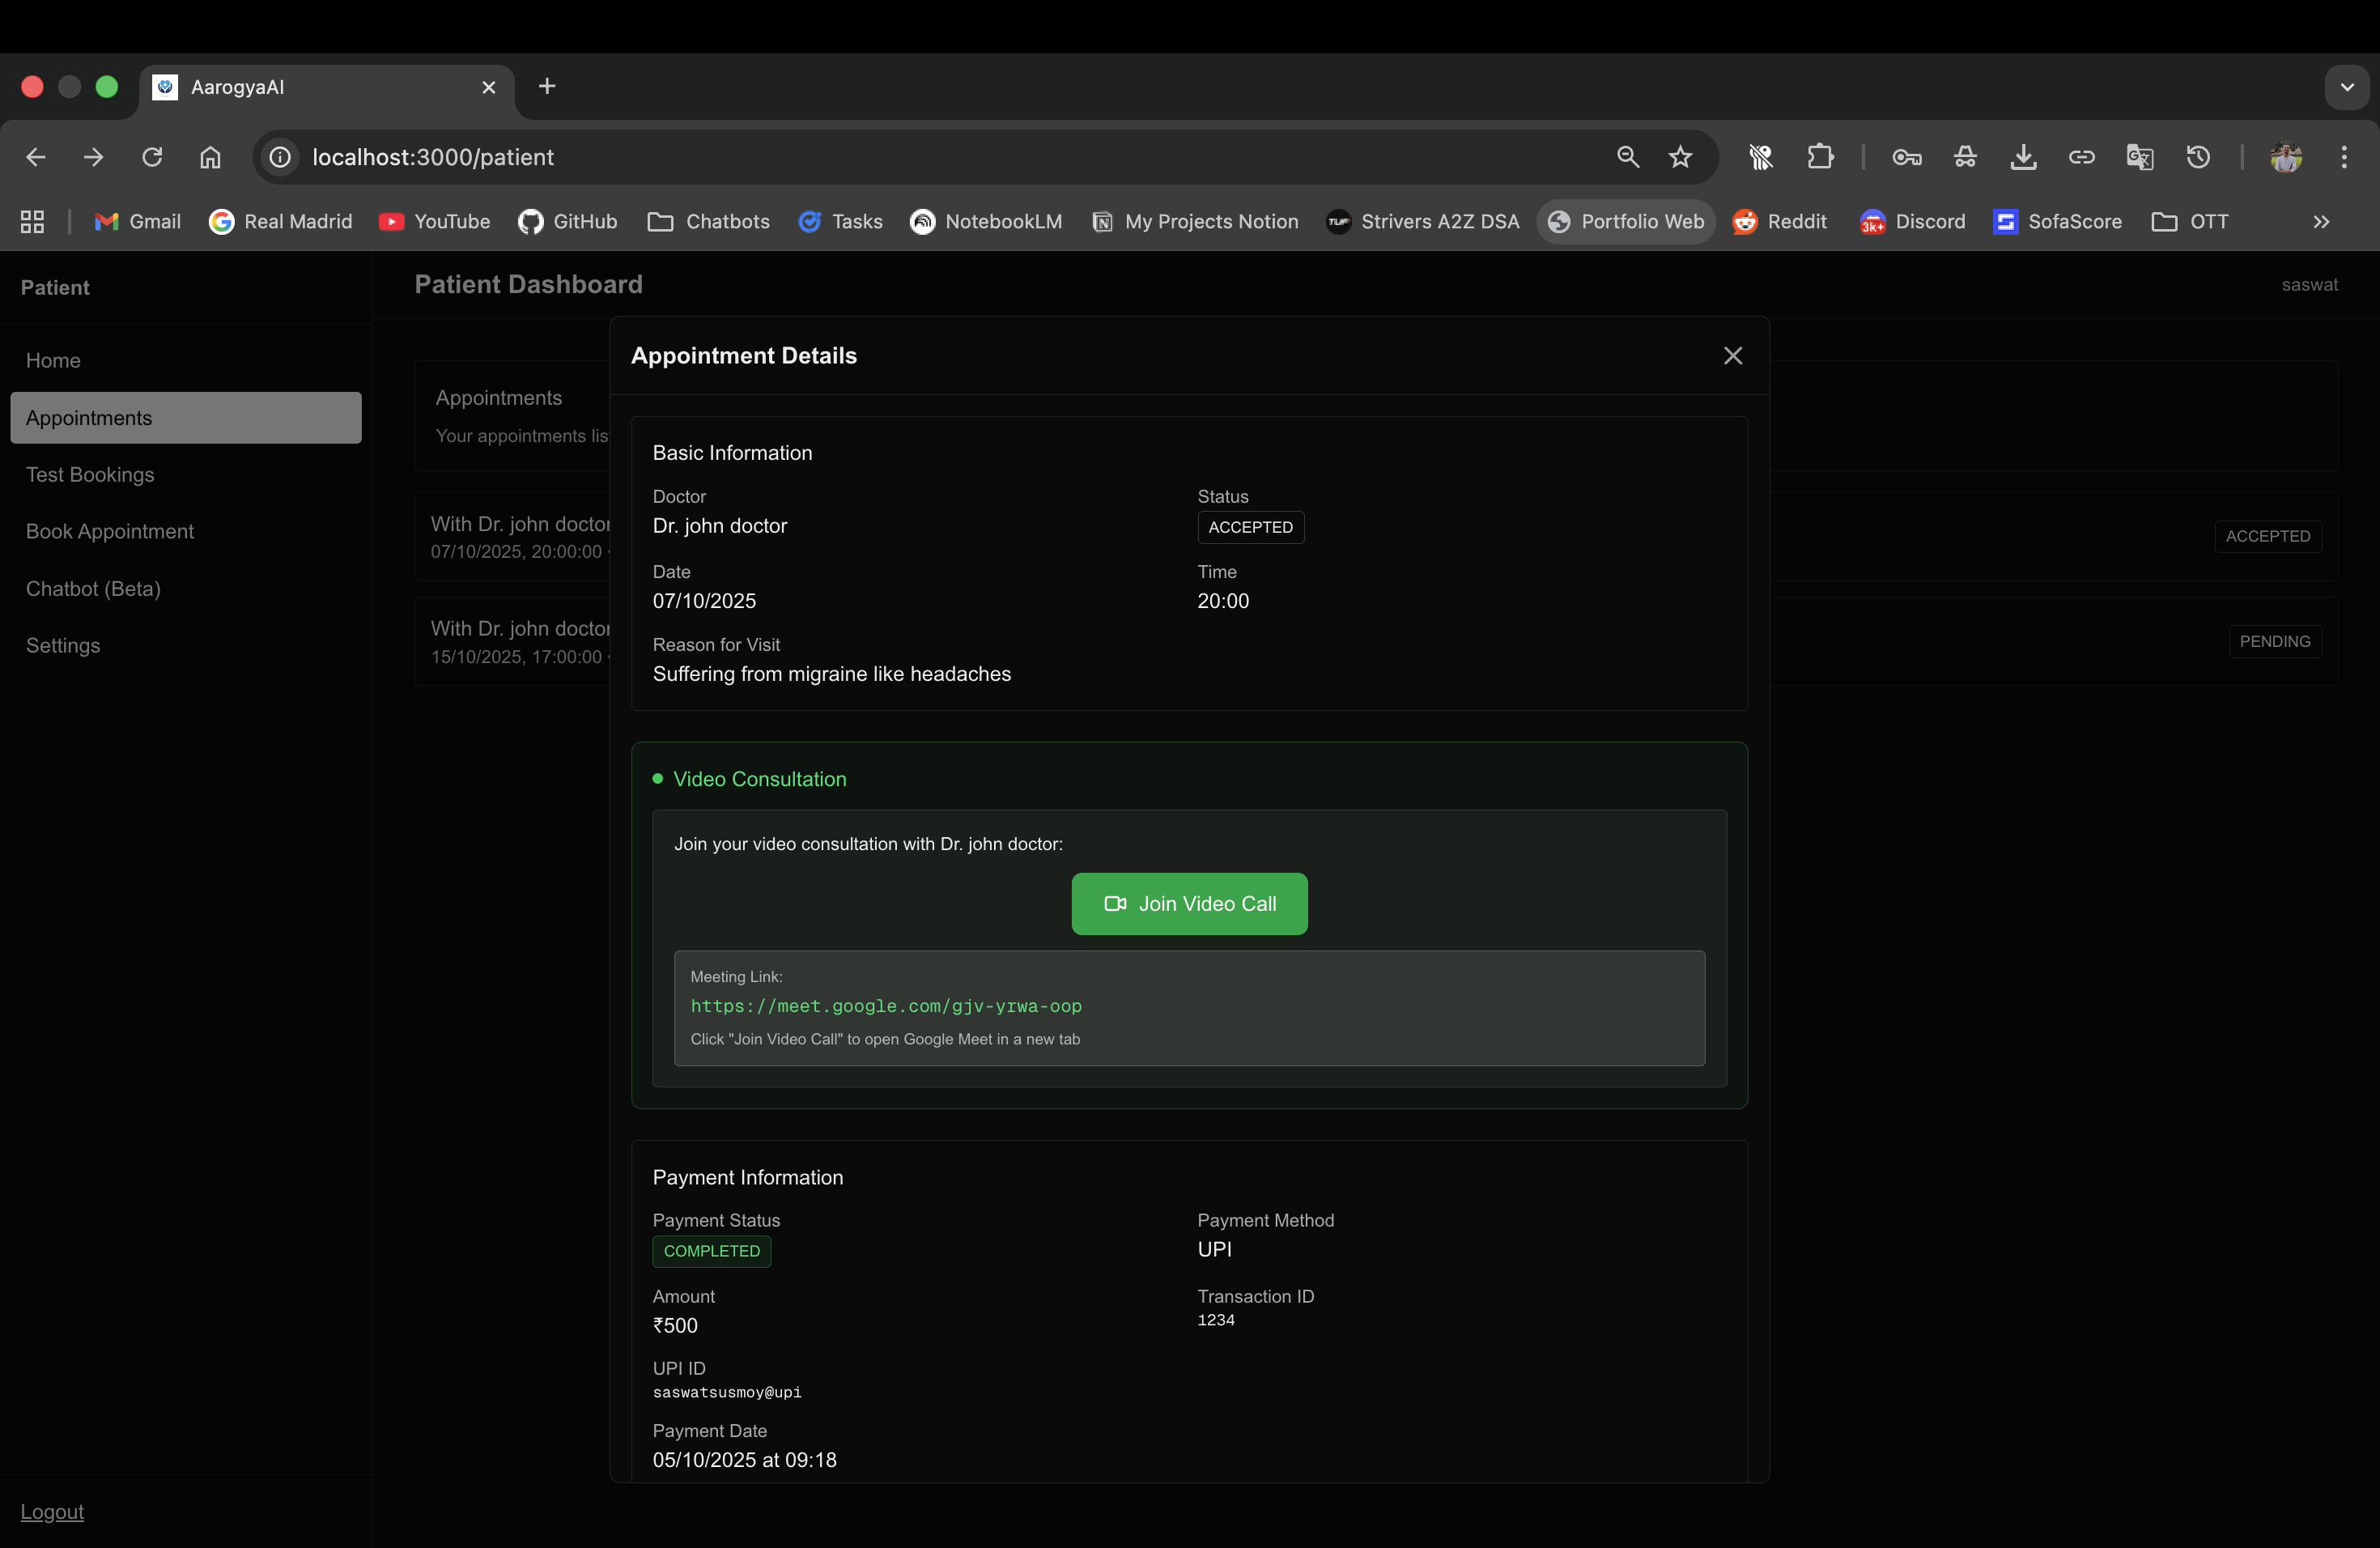 AarogyaAI
localhost:3000/patient
Gmail
Real Madrid
YouTube
GitHub
Chatbots
Tasks
NotebookLM
My Projects Notion
TUF
Strivers A2Z DSA
Portfolio Web
Reddit
3k+
Discord
SofaScore
OTT
Patient
Home
Appointments
Test Bookings
Book Appointment
Chatbot (Beta)
Settings
Logout
Patient Dashboard
saswat
Appointments
Your appointments lis
With Dr. john doctor
07/10/2025, 20:00:00
ACCEPTED
With Dr. john doctor
15/10/2025, 17:00:00
PENDING
Appointment Details
Basic Information
Doctor
Dr. john doctor
Status
ACCEPTED
Date
07/10/2025
Time
20:00
Reason for Visit
Suffering from migraine like headaches
Video Consultation
Join your video consultation with Dr. john doctor:
Join Video Call
Meeting Link:
https://meet.google.com/gjv-yrwa-oop
Click "Join Video Call" to open Google Meet in a new tab
Payment Information
Payment Status
COMPLETED
Payment Method
UPI
Amount
₹500
Transaction ID
1234
UPI ID
saswatsusmoy@upi
Payment Date
05/10/2025 at 09:18